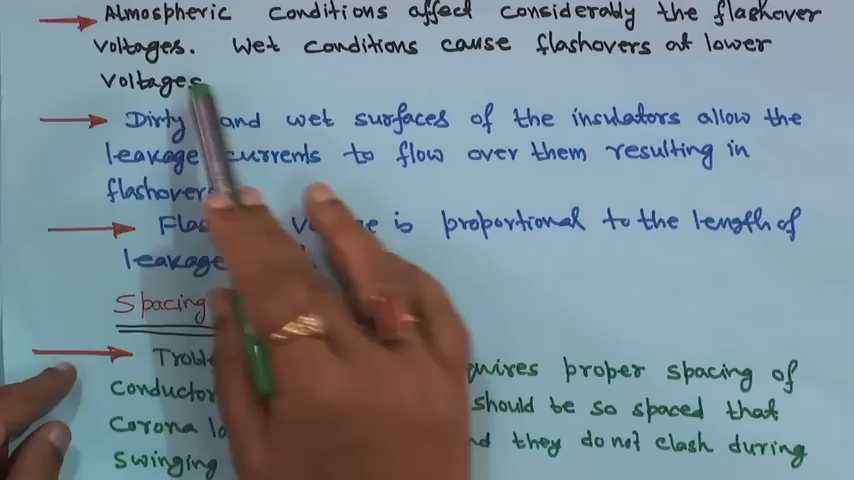 Atmospheric conditions affect considerably the flashover
voltages. Wet conditions cause flashovers at lower
voltages
Dirty and wet surfaces of the insulators allow the
leakage currents to flow over them resulting in
flashovers
is proportional to the length of
leakage
Spacing
proper spacing of
should be so spaced that
Corona
they do not clash during
swinging